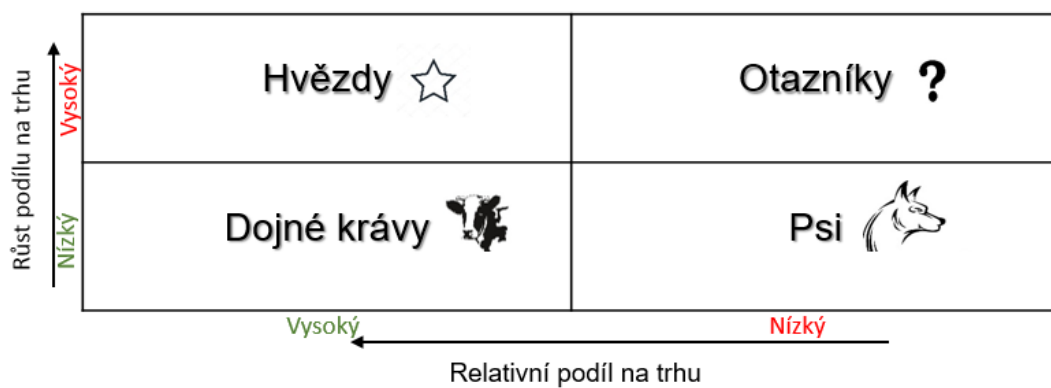 Růst podílu na trhu
Vysoký
Nízký
Hvězdy
Otazníky ?
Dojné krávy
Psi
Vysoký
Nízký
Relativní podíl na trhu